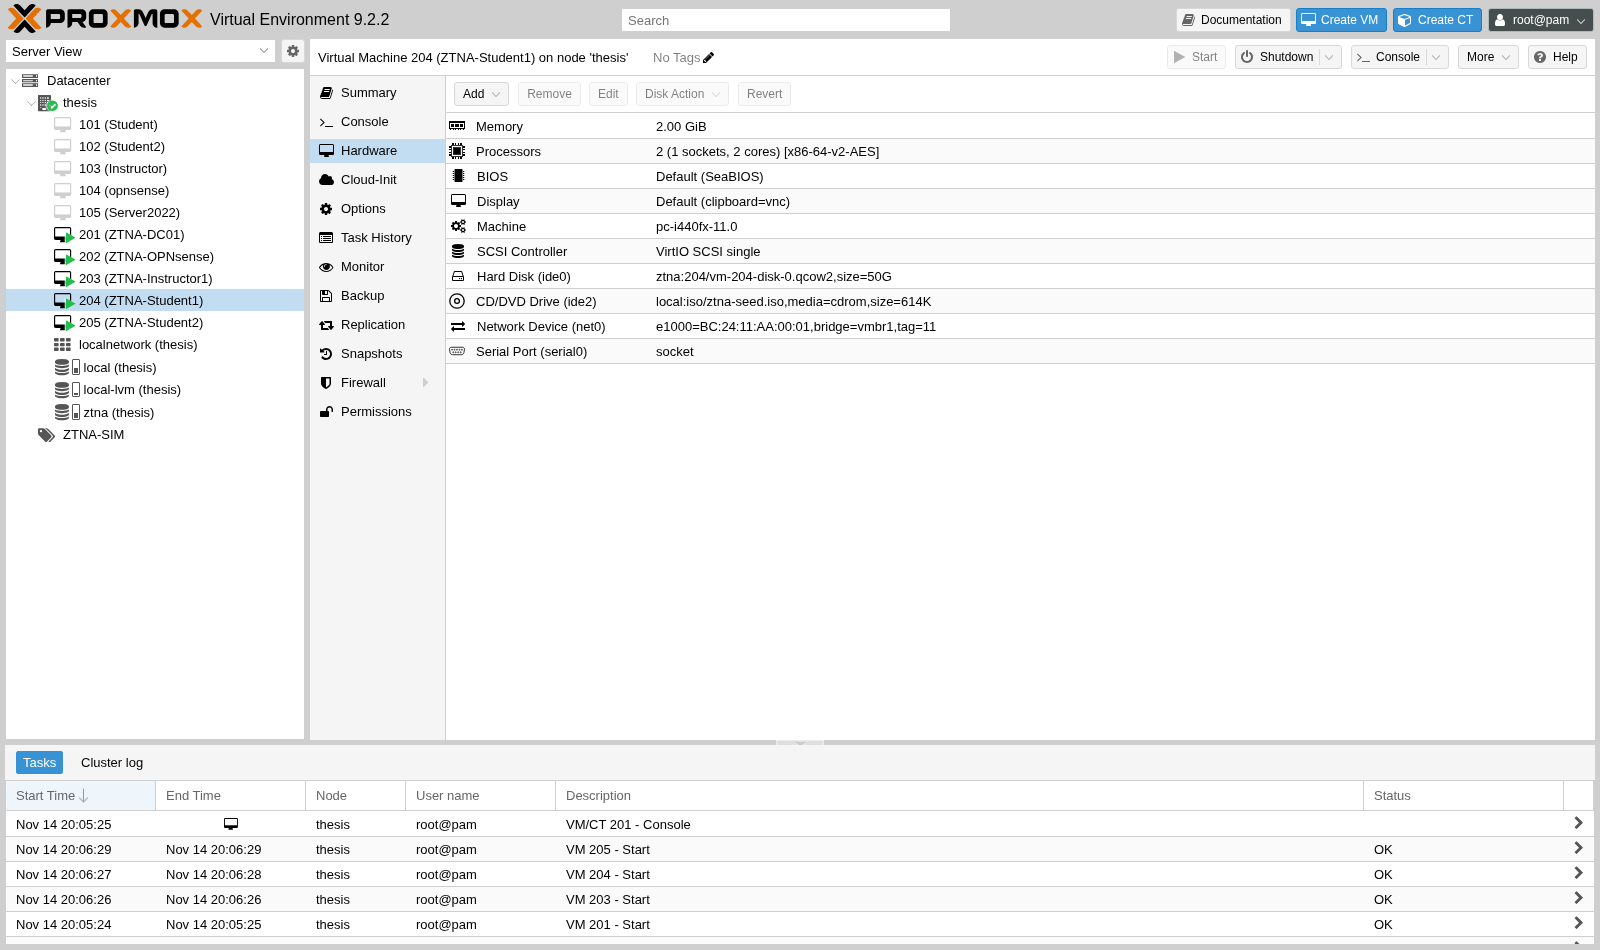 PROXMOX Virtual Environment 9.2.2 Search Documentation Create VM Create CT root@pam
Server View
Virtual Machine 204 (ZTNA-Student1) on node 'thesis' No Tags Start Shutdown Console More Help
Datacenter
thesis
101 (Student)
102 (Student2)
103 (Instructor)
104 (opnsense)
105 (Server2022)
201 (ZTNA-DC01)
202 (ZTNA-OPNsense)
203 (ZTNA-Instructor1)
204 (ZTNA-Student1)
205 (ZTNA-Student2)
localnetwork (thesis)
local (thesis)
local-lvm (thesis)
ztna (thesis)
ZTNA-SIM
Summary
Console
Hardware
Cloud-Init
Options
Task History
Monitor
Backup
Replication
Snapshots
Firewall
Permissions
Add Remove Edit Disk Action Revert
Memory 2.00 GiB
Processors 2 (1 sockets, 2 cores) [x86-64-v2-AES]
BIOS Default (SeaBIOS)
Display Default (clipboard=vnc)
Machine pc-i440fx-11.0
SCSI Controller VirtIO SCSI single
Hard Disk (ide0) ztna:204/vm-204-disk-0.qcow2,size=50G
CD/DVD Drive (ide2) local:iso/ztna-seed.iso,media=cdrom,size=614K
Network Device (net0) e1000=BC:24:11:AA:00:01,bridge=vmbr1,tag=11
Serial Port (serial0) socket
Tasks Cluster log
Start Time End Time Node User name Description Status
Nov 14 20:05:25 thesis root@pam VM/CT 201 - Console
Nov 14 20:06:29 Nov 14 20:06:29 thesis root@pam VM 205 - Start OK
Nov 14 20:06:27 Nov 14 20:06:28 thesis root@pam VM 204 - Start OK
Nov 14 20:06:26 Nov 14 20:06:26 thesis root@pam VM 203 - Start OK
Nov 14 20:05:24 Nov 14 20:05:25 thesis root@pam VM 201 - Start OK